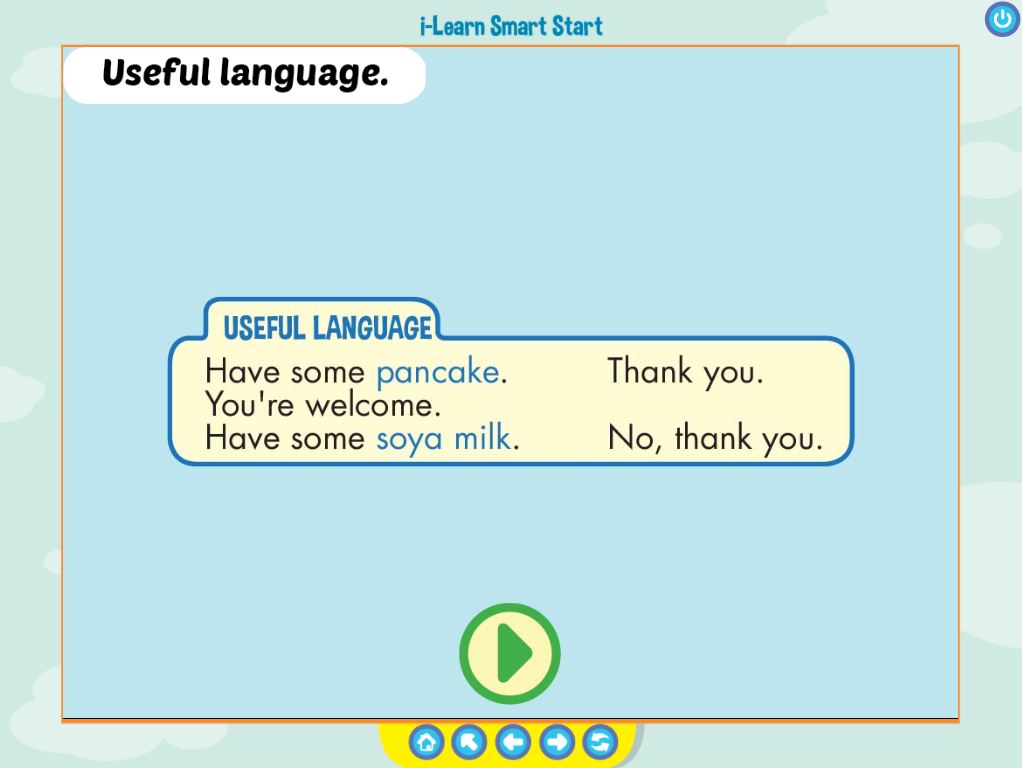 i-Learn Smart Start
Useful language.
USEFUL LANGUAGE
Have some pancake. Thank you.
You're welcome.
Have some soya milk. No, thank you.